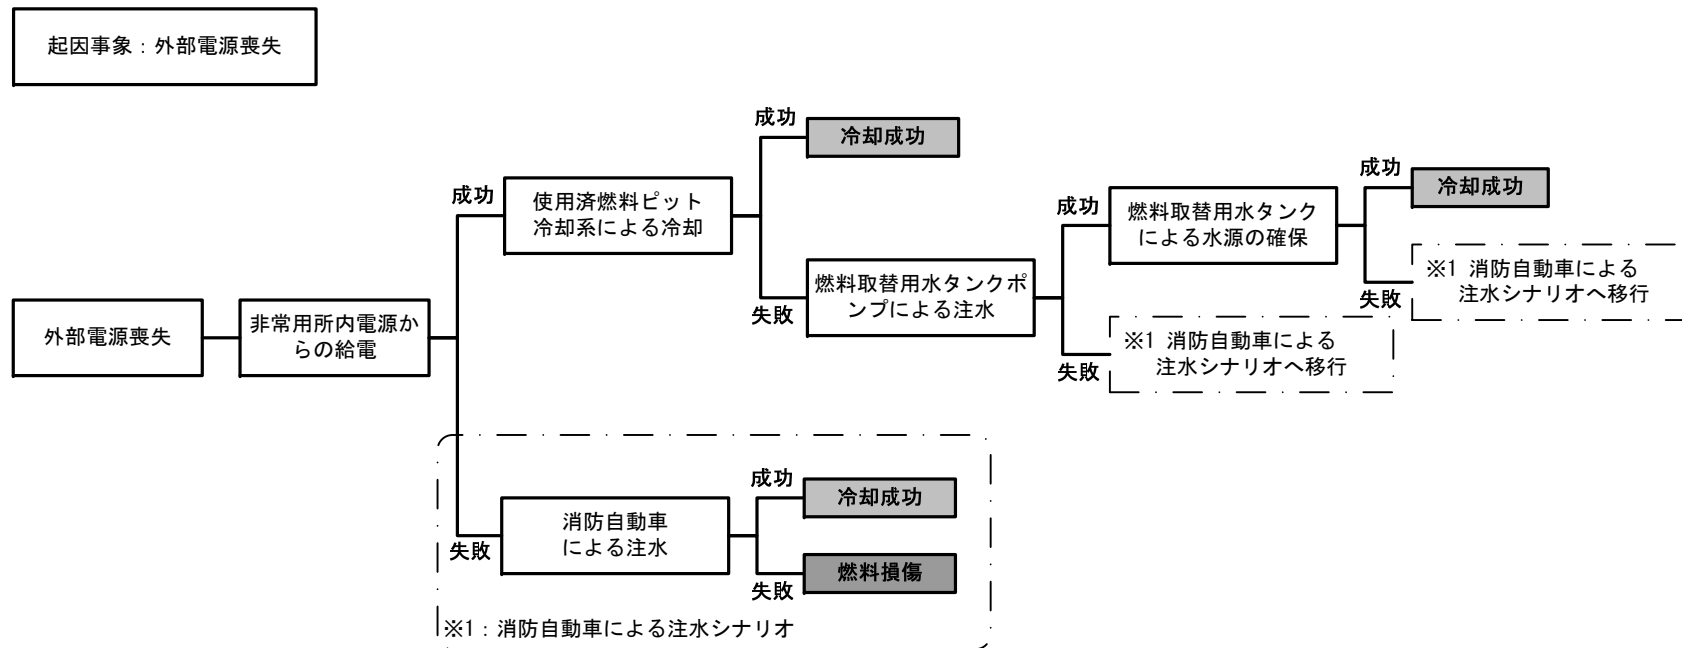 起因事象：外部電源喪失
成功
冷却成功
成功
冷却成功
成功
使用済燃料ピット
冷却系による冷却
成功
燃料取替用水タンク
による水源の確保
※1 消防自動車による
注水シナリオへ移行
失敗
燃料取替用水タンクポ
ンプによる注水
失敗
外部電源喪失
非常用所内電源か
らの給電
※1 消防自動車による
注水シナリオへ移行
失敗
成功
冷却成功
消防自動車
による注水
失敗
燃料損傷
失敗
※1：消防自動車による注水シナリオ